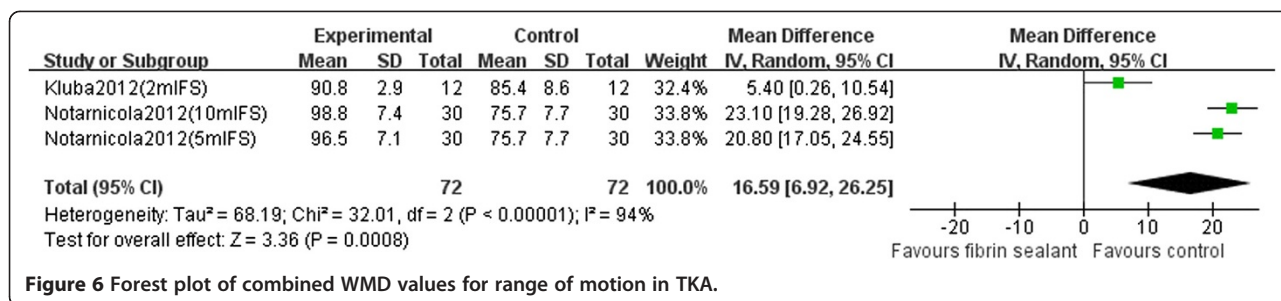 Experimental Control Mean Difference Mean Difference
Study or Subgroup Mean SD Total Mean SD Total Weight IV, Random, 95% CI IV, Random, 95% CI
Kluba2012(2mlFS) 90.8 2.9 12 85.4 8.6 12 32.4% 5.40 [0.26, 10.54]
Notarnicola2012(10mlFS) 98.8 7.4 30 75.7 7.7 30 33.8% 23.10 [19.28, 26.92]
Notarnicola2012(5mlFS) 96.5 7.1 30 75.7 7.7 30 33.8% 20.80 [17.05, 24.55]
Total (95% CI) 72 72 100.0% 16.59 [6.92, 26.25]
Heterogeneity: Tau² = 68.19; Chi² = 32.01, df = 2 (P < 0.00001); I² = 94%
Test for overall effect: Z = 3.36 (P = 0.0008)
-20 -10 0 10 20
Favours fibrin sealant Favours control
Figure 6 Forest plot of combined WMD values for range of motion in TKA.